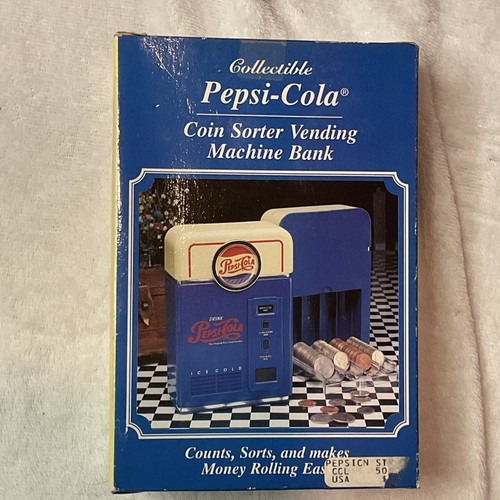 Collectible
Pepsi-Cola®
Coin Sorter Vending
Machine Bank
PEPSI-COLA
DRINK
PEPSI-COLA
ICE COLD
Counts, Sorts, and makes
Money Rolling
PEPSICN ST
CCL 50
USA